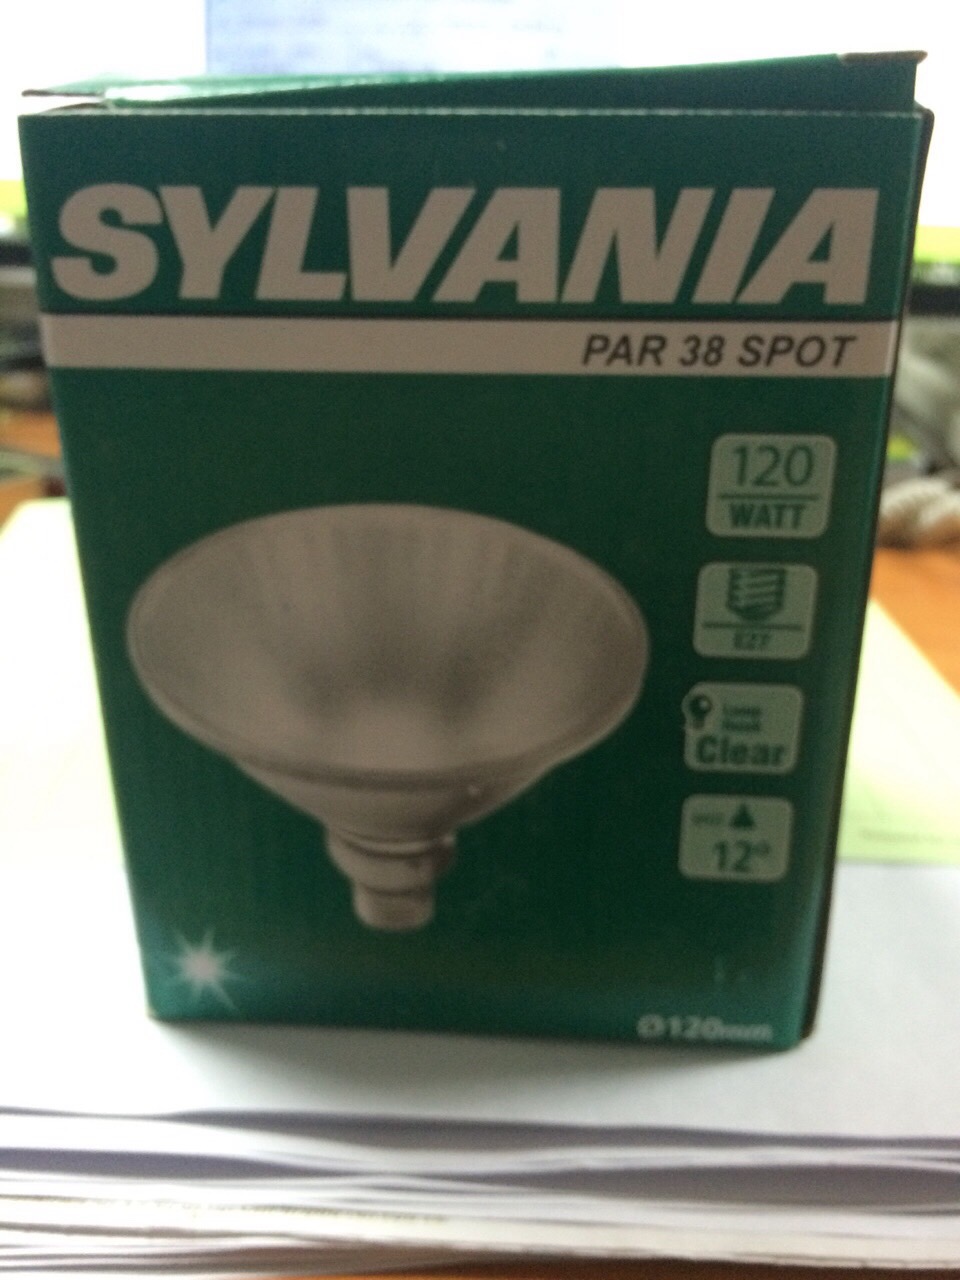 SYLVANIA
PAR 38 SPOT
120
WATT
E27
Clear
12°
Ø120mm